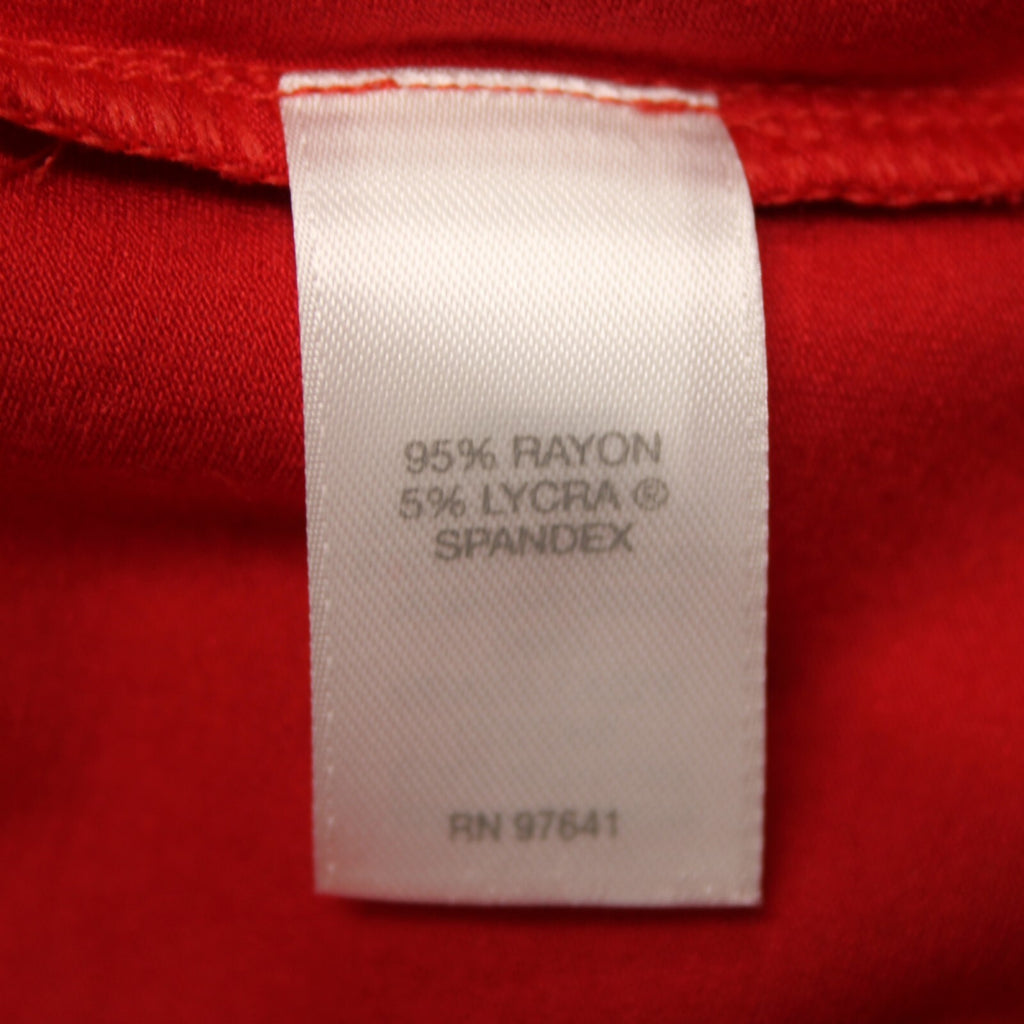 95% RAYON
5% LYCRA ®
SPANDEX
RN 97641